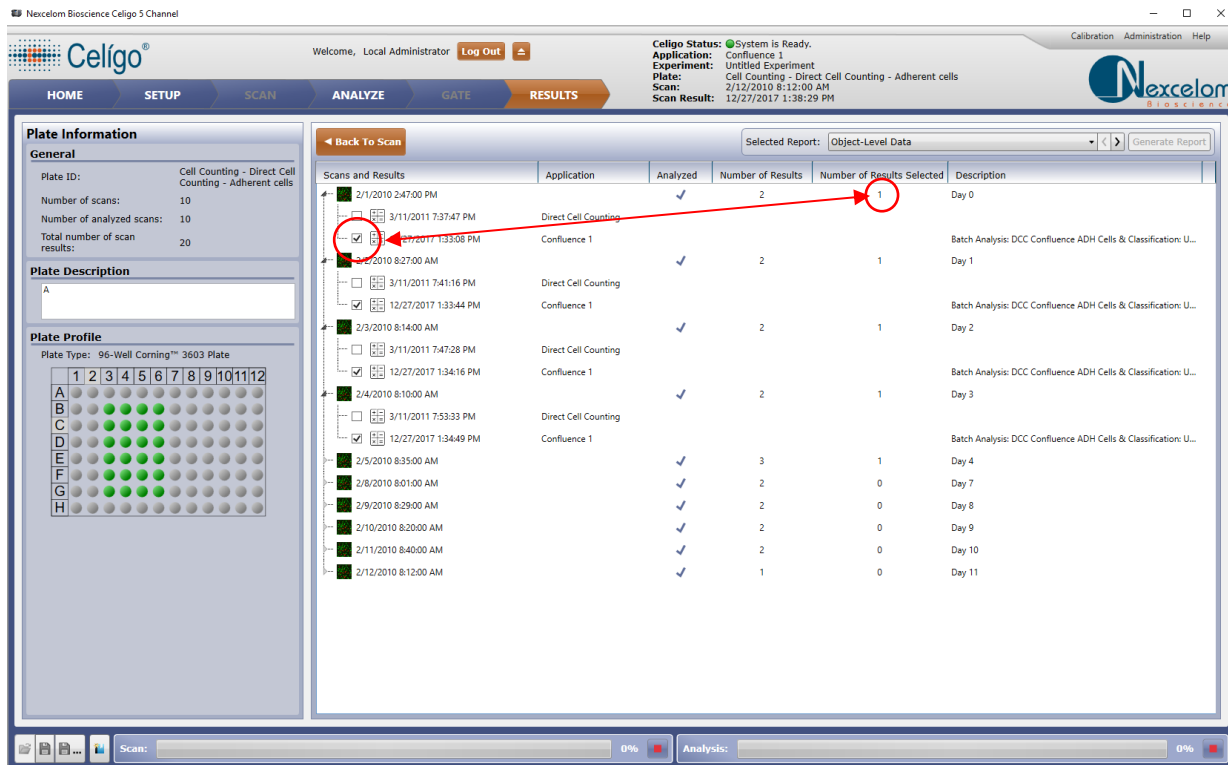 Nexcelom Bioscience Celigo 5 Channel
Celígo®
Welcome, Local Administrator Log Out
Celigo Status: System is Ready.
Application: Confluence 1
Experiment: Untitled Experiment
Plate: Cell Counting - Direct Cell Counting - Adherent cells
Scan: 2/12/2010 8:12:00 AM
Scan Result: 12/27/2017 1:38:29 PM
Calibration Administration Help
Nexcelom
Bioscience
HOME SETUP SCAN ANALYZE GATE RESULTS
Plate Information
General
Plate ID: Cell Counting - Direct Cell
Counting - Adherent cells
Number of scans: 10
Number of analyzed scans: 10
Total number of scan
results: 20
Plate Description
A
Plate Profile
Plate Type: 96-Well Corning™ 3603 Plate
1 2 3 4 5 6 7 8 9 10 11 12
A
B
C
D
E
F
G
H
Back To Scan
Selected Report: Object-Level Data Generate Report
Scans and Results Application Analyzed Number of Results Number of Results Selected Description
2/1/2010 2:47:00 PM 2 1 Day 0
3/11/2011 7:37:47 PM Direct Cell Counting
1:33:08 PM Confluence 1 Batch Analysis: DCC Confluence ADH Cells & Classification: U...
2/2/2010 8:27:00 AM 2 1 Day 1
3/11/2011 7:41:16 PM Direct Cell Counting
12/27/2017 1:33:44 PM Confluence 1 Batch Analysis: DCC Confluence ADH Cells & Classification: U...
2/3/2010 8:14:00 AM 2 1 Day 2
3/11/2011 7:47:28 PM Direct Cell Counting
12/27/2017 1:34:16 PM Confluence 1 Batch Analysis: DCC Confluence ADH Cells & Classification: U...
2/4/2010 8:10:00 AM 2 1 Day 3
3/11/2011 7:53:33 PM Direct Cell Counting
12/27/2017 1:34:49 PM Confluence 1 Batch Analysis: DCC Confluence ADH Cells & Classification: U...
2/5/2010 8:35:00 AM 3 1 Day 4
2/8/2010 8:01:00 AM 2 0 Day 7
2/9/2010 8:29:00 AM 2 0 Day 8
2/10/2010 8:20:00 AM 2 0 Day 9
2/11/2010 8:40:00 AM 2 0 Day 10
2/12/2010 8:12:00 AM 1 0 Day 11
... Scan: 0% Analysis: 0%